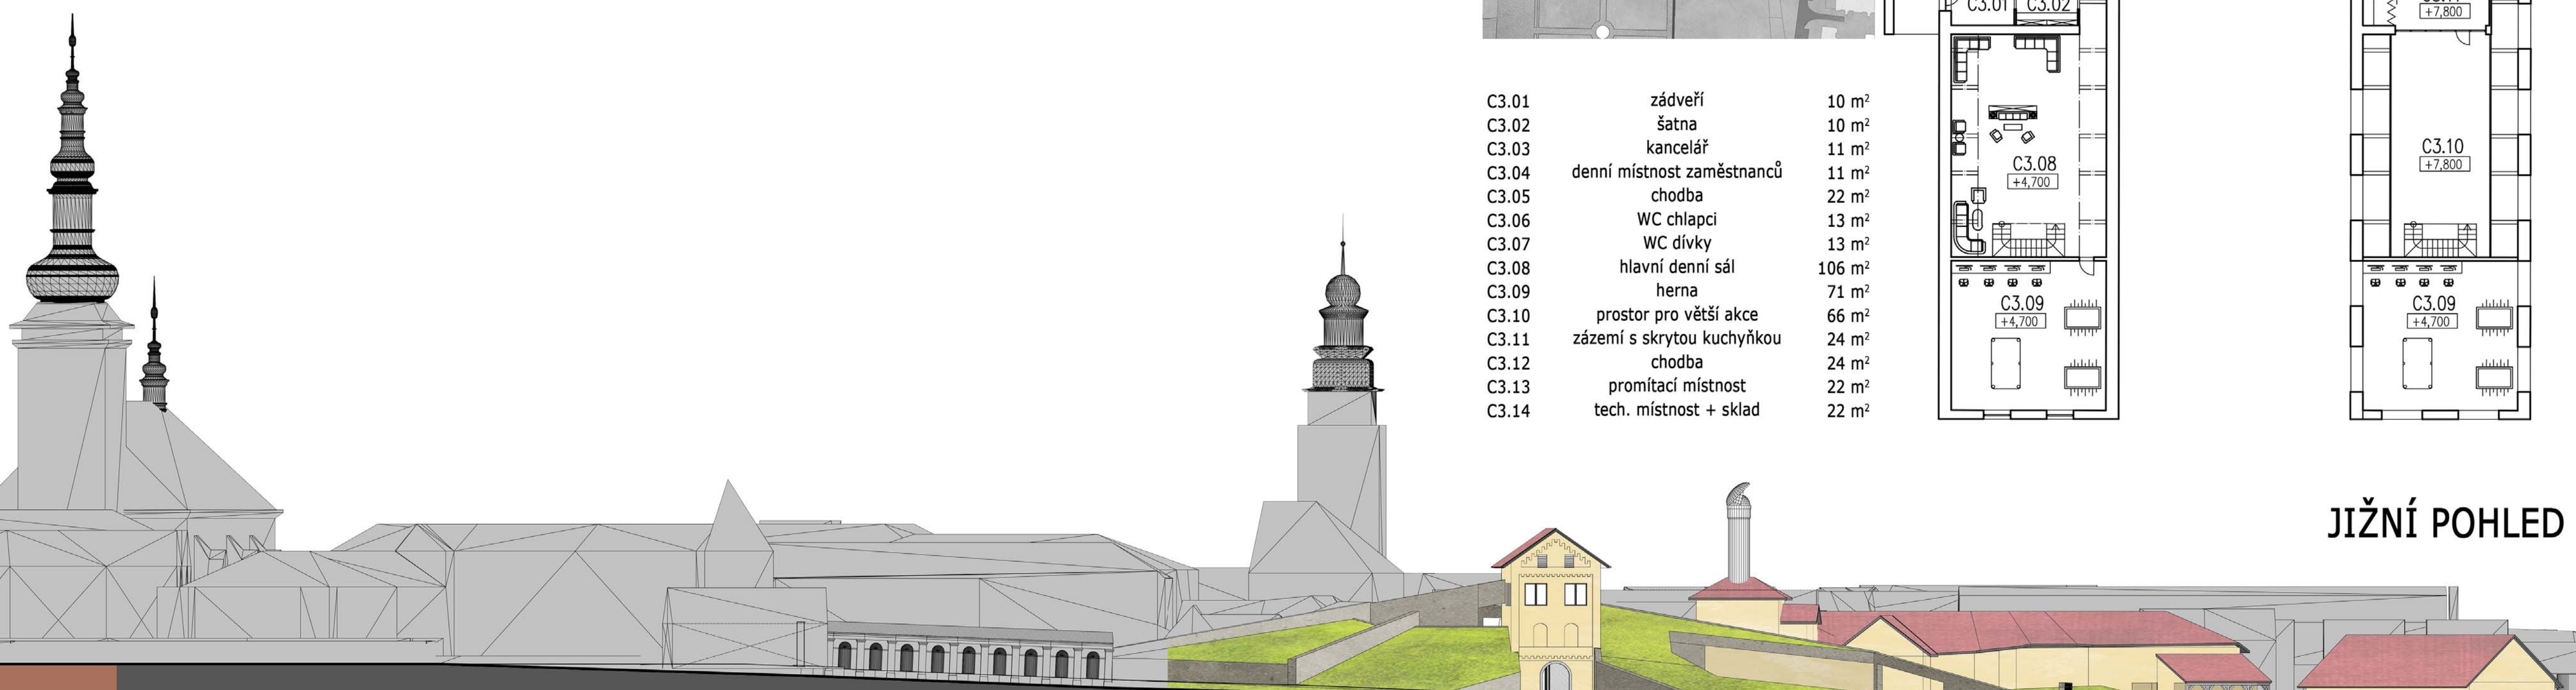 C3.01 C3.02
+7,800
C3.01 zádveří 10 m²
C3.02 šatna 10 m²
C3.03 kancelář 11 m²
C3.04 denní místnost zaměstnanců 11 m²
C3.05 chodba 22 m²
C3.06 WC chlapci 13 m²
C3.07 WC dívky 13 m²
C3.08 hlavní denní sál 106 m²
C3.09 herna 71 m²
C3.10 prostor pro větší akce 66 m²
C3.11 zázemí s skrytou kuchyňkou 24 m²
C3.12 chodba 24 m²
C3.13 promítací místnost 22 m²
C3.14 tech. místnost + sklad 22 m²
C3.08
+4,700
C3.09
+4,700
C3.10
+7,800
C3.09
+4,700
JIŽNÍ POHLED